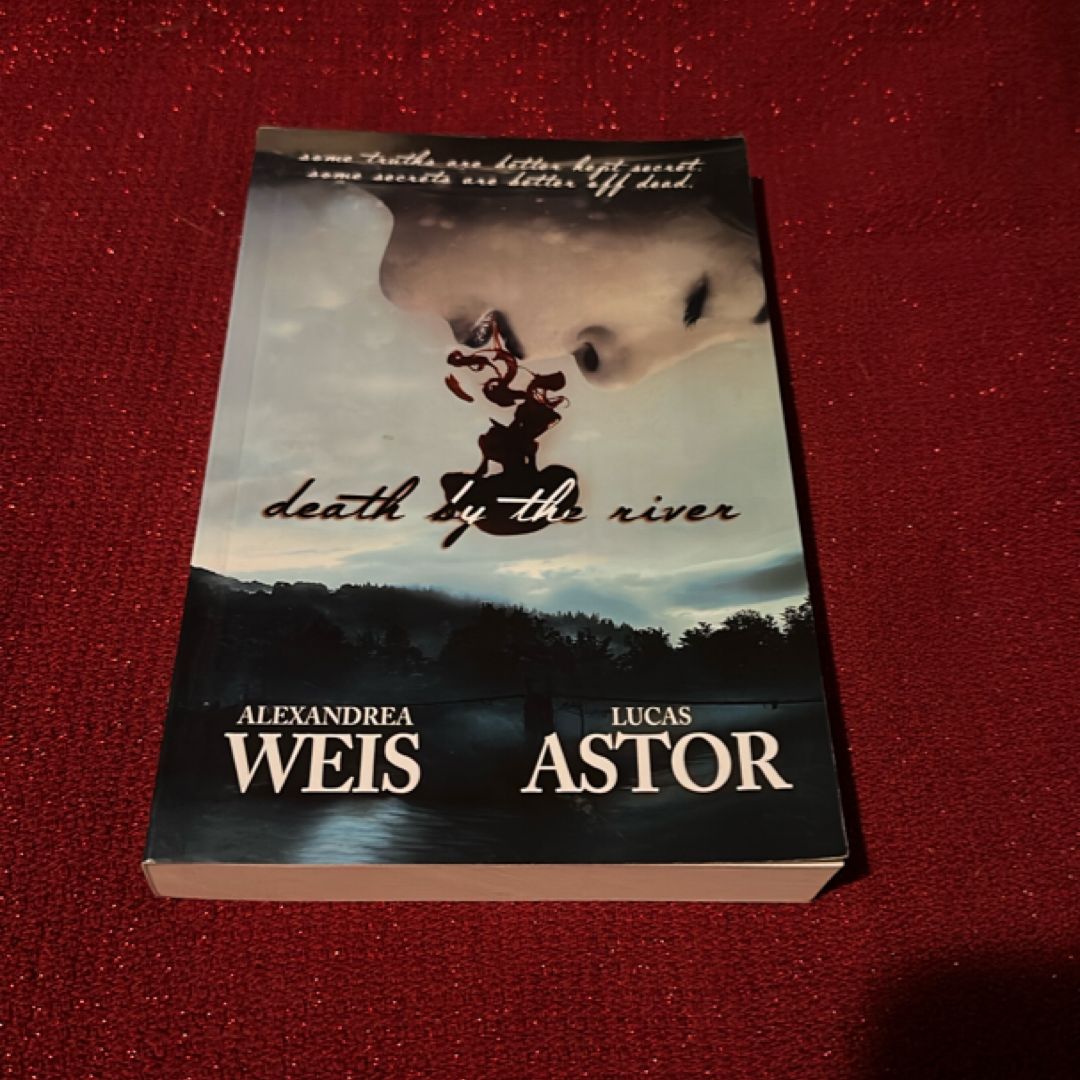 some truths are better kept secret.
some secrets are better off dead.
death by the river
ALEXANDREA
WEIS
LUCAS
ASTOR